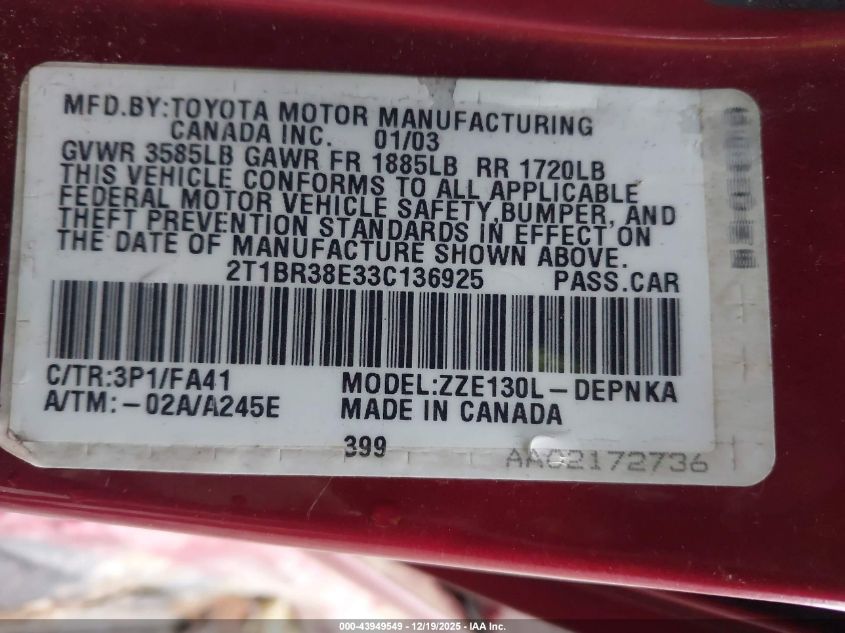 MFD.BY:TOYOTA MOTOR MANUFACTURING
CANADA INC. 01/03
GVWR 3585LB GAWR FR 1885LB RR 1720LB
THIS VEHICLE CONFORMS TO ALL APPLICABLE
FEDERAL MOTOR VEHICLE SAFETY,BUMPER, AND
THEFT PREVENTION STANDARDS IN EFFECT ON
THE DATE OF MANUFACTURE SHOWN ABOVE.
2T1BR38E33C136925 PASS.CAR
C/TR:3P1/FA41 MODEL:ZZE130L-DEPNKA
A/TM:-02A/A245E MADE IN CANADA
399
AA02172736
000-43949549 | 12/19/2025 - IAA Inc.